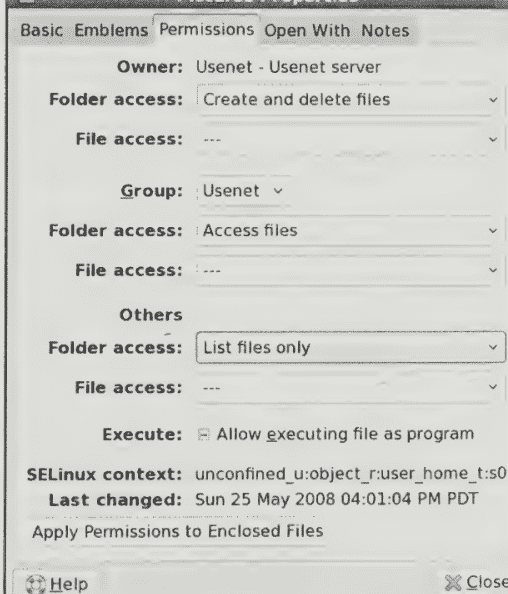 Basic Emblems Permissions Open With Notes
Owner: Usenet - Usenet server
Folder access: Create and delete files
File access: ---
Group: Usenet
Folder access: Access files
File access: ---
Others
Folder access: List files only
File access: ---
Execute: Allow executing file as program
SELinux context: unconfined_u:object_r:user_home_t:s0
Last changed: Sun 25 May 2008 04:01:04 PM PDT
Apply Permissions to Enclosed Files
Help Close